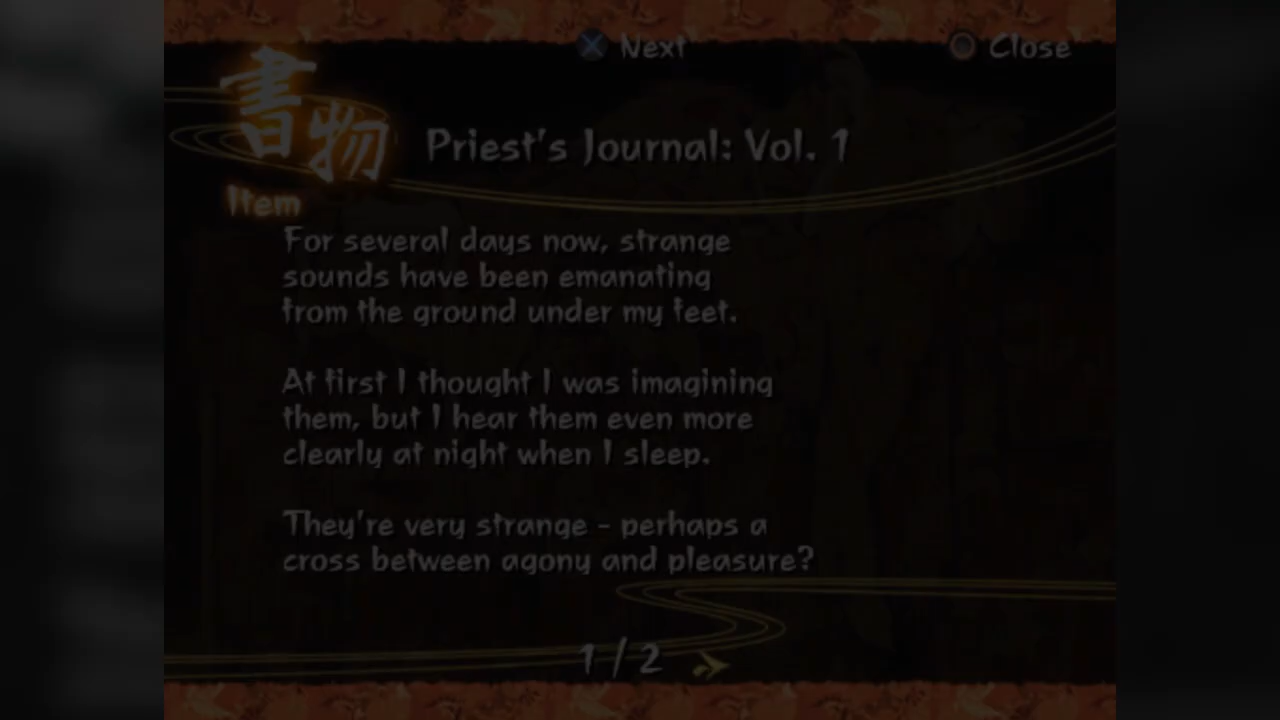 Next
Close
書物
Priest's Journal: Vol. 1
Item
For several days now, strange
sounds have been emanating
from the ground under my feet.
At first I thought I was imagining
them, but I hear them even more
clearly at night when I sleep.
They're very strange - perhaps a
cross between agony and pleasure?
1 / 2